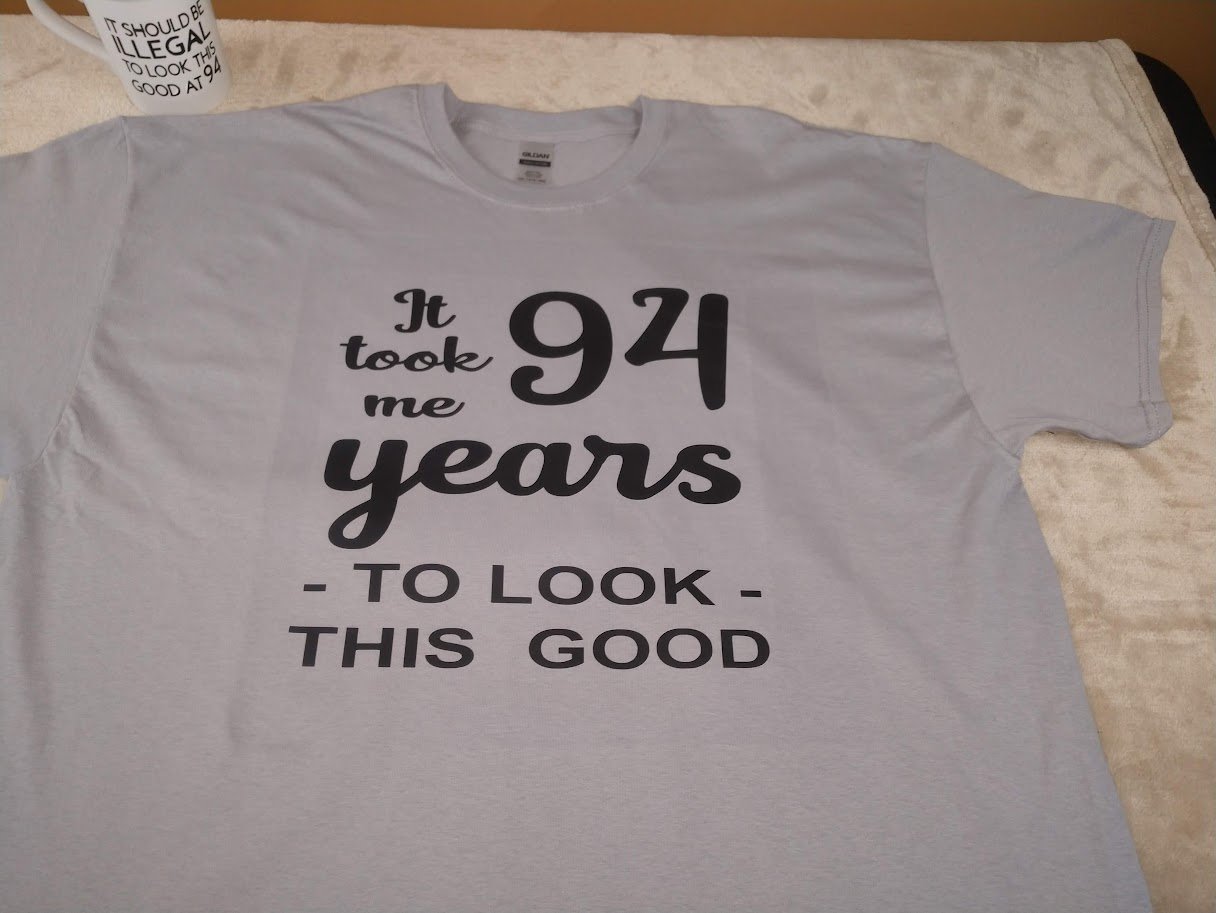 IT SHOULD BE
ILLEGAL
TO LOOK THIS
GOOD AT 94
GILDAN
It
took
me
94
years
- TO LOOK -
THIS GOOD